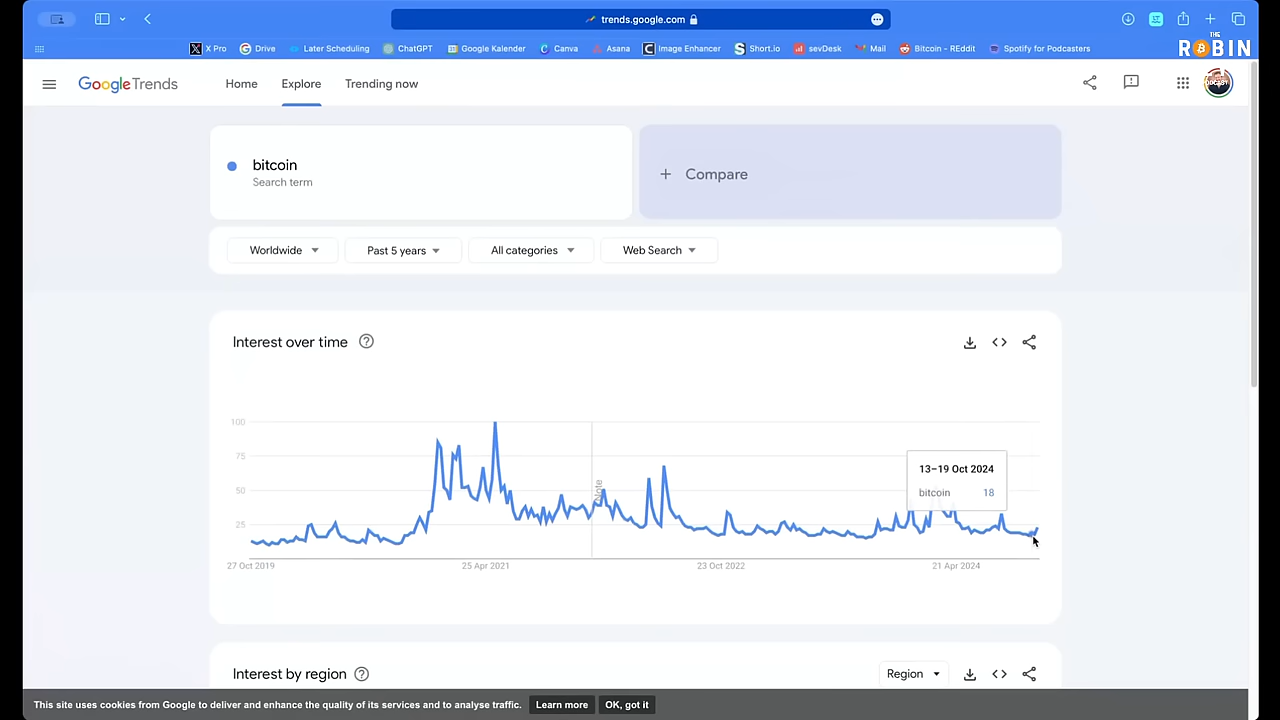 trends.google.com
X Pro Drive Later Scheduling ChatGPT Google Kalender Canva Asana Image Enhancer Short.io sevDesk Mail Bitcoin - REddit Spotify for Podcasters
THE
ROBIN
Google Trends Home Explore Trending now
bitcoin
Search term
+ Compare
Worldwide Past 5 years All categories Web Search
Interest over time
100
75
50
25
Note
13–19 Oct 2024
bitcoin 18
27 Oct 2019 25 Apr 2021 23 Oct 2022 21 Apr 2024
Interest by region Region
This site uses cookies from Google to deliver and enhance the quality of its services and to analyse traffic. Learn more OK, got it